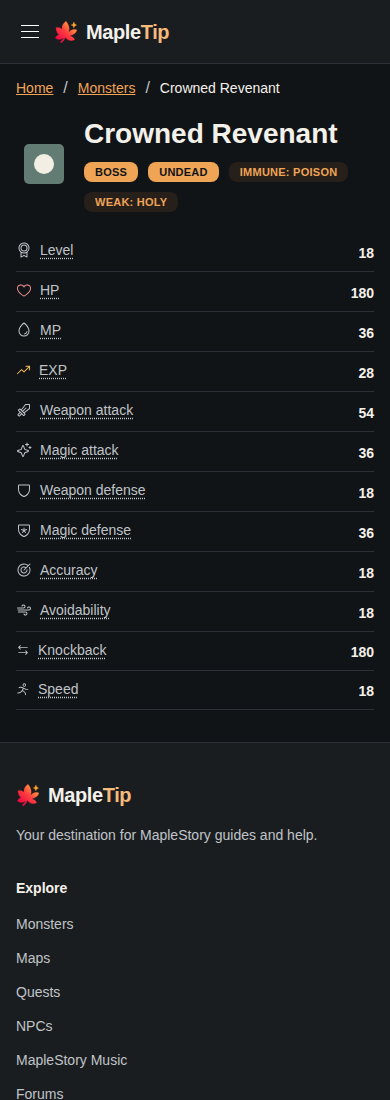 MapleTip
Home / Monsters / Crowned Revenant
Crowned Revenant
BOSS UNDEAD IMMUNE: POISON
WEAK: HOLY
Level 18
HP 180
MP 36
EXP 28
Weapon attack 54
Magic attack 36
Weapon defense 18
Magic defense 36
Accuracy 18
Avoidability 18
Knockback 180
Speed 18
MapleTip
Your destination for MapleStory guides and help.
Explore
Monsters
Maps
Quests
NPCs
MapleStory Music
Forums